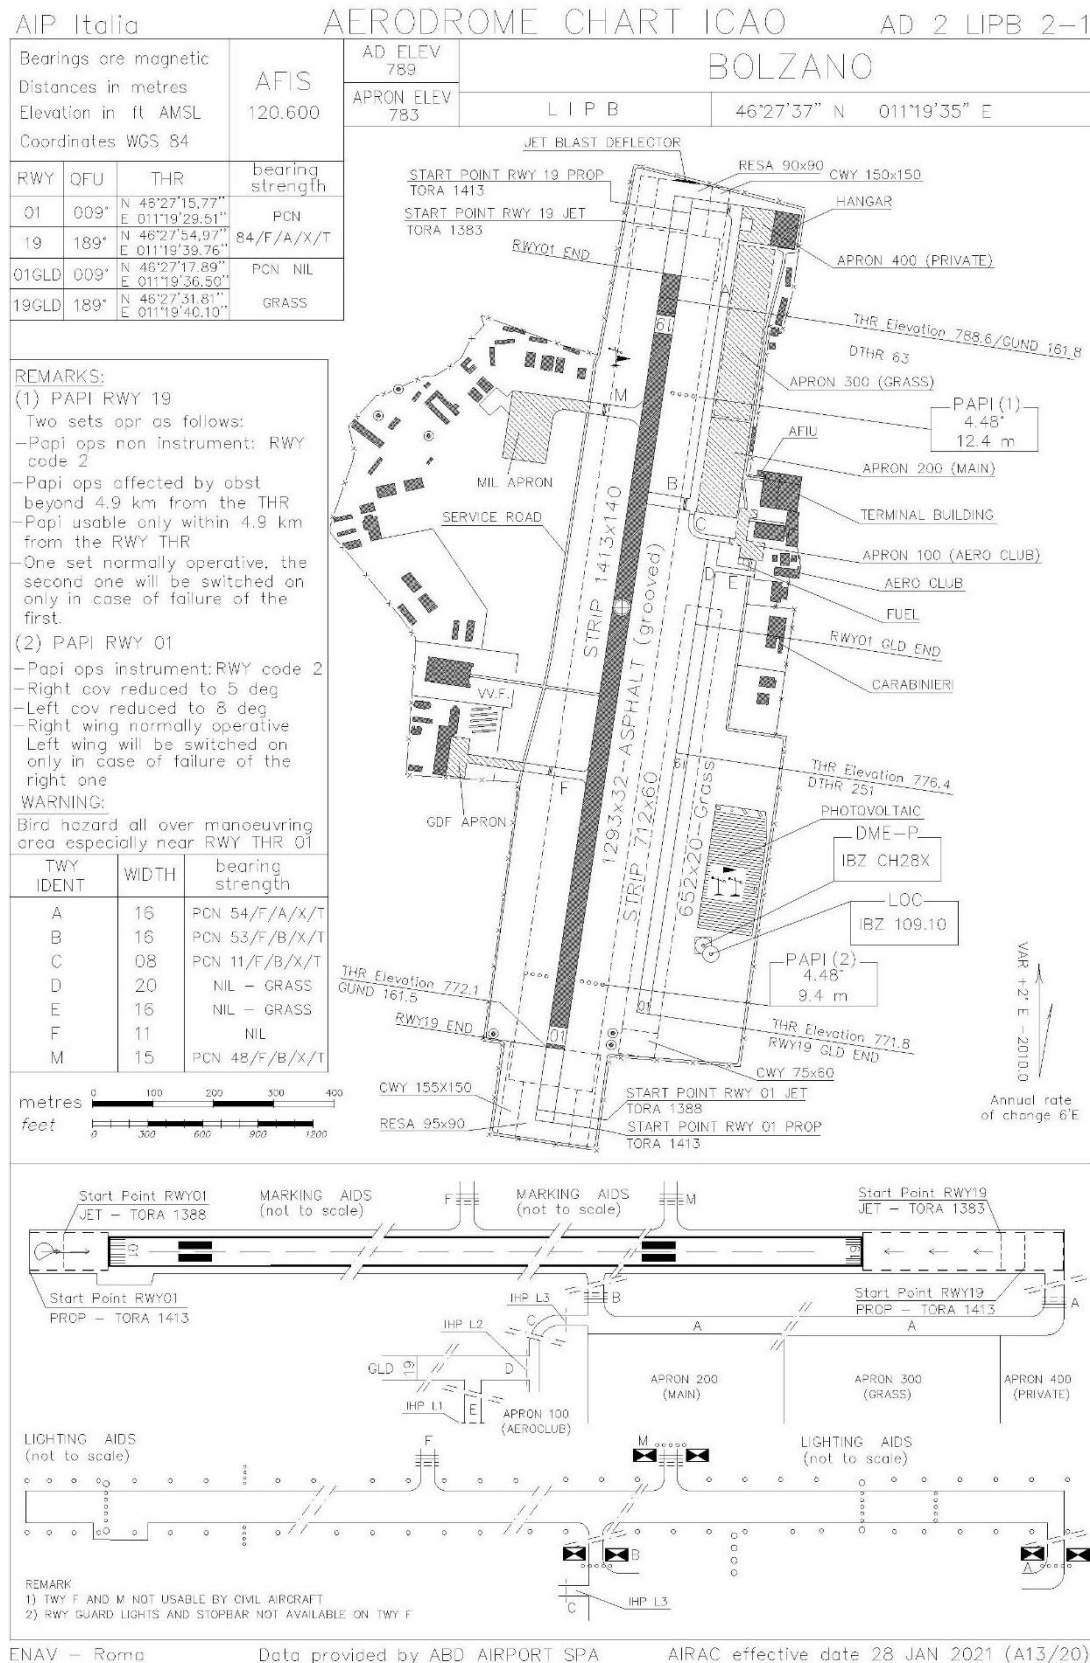 AIP Italia AERODROME CHART ICAO AD 2 LIPB 2-1
Bearings are magnetic
Distances in metres
Elevation in ft AMSL
Coordinates WGS 84
AFIS
120.600
AD ELEV
789
APRON ELEV
783
BOLZANO
LIPB
46°27'37" N 011°19'35" E
RWY QFU THR bearing strength
01 009° N 46°27'15,77" E 011°19'29.51" PCN
19 189° N 46°27'54,97" E 011°19'39.76" 84/F/A/X/T
01GLD 009° N 46°27'17.89" E 011°19'36.50" PCN NIL
19GLD 189° N 46°27'31.81" E 011°19'40.10" GRASS
REMARKS:
(1) PAPI RWY 19
Two sets opr as follows:
-Papi ops non instrument: RWY
code 2
-Papi ops affected by obst
beyond 4.9 km from the THR
-Papi usable only within 4.9 km
from the RWY THR
-One set normally operative, the
second one will be switched on
only in case of failure of the
first.
(2) PAPI RWY 01
-Papi ops instrument: RWY code 2
-Right cov reduced to 5 deg
-Left cov reduced to 8 deg
-Right wing normally operative
Left wing will be switched on
only in case of failure of the
right one
WARNING:
Bird hazard all over manoeuvring
area especially near RWY THR 01
TWY IDENT WIDTH bearing strength
A 16 PCN 54/F/A/X/T
B 16 PCN 53/F/B/X/T
C 08 PCN 11/F/B/X/T
D 20 NIL - GRASS
E 16 NIL - GRASS
F 11 NIL
M 15 PCN 48/F/B/X/T
metres 0 100 200 300 400
feet 0 300 600 900 1200
JET BLAST DEFLECTOR
START POINT RWY 19 PROP
TORA 1413
START POINT RWY 19 JET
TORA 1383
RWY01 END
RESA 90x90
CWY 150x150
HANGAR
APRON 400 (PRIVATE)
A
19
THR Elevation 788.6/GUND 161.8
DTHR 63
APRON 300 (GRASS)
M
PAPI (1)
4.48°
12.4 m
AFIU
APRON 200 (MAIN)
MIL APRON
B
SERVICE ROAD
C
TERMINAL BUILDING
APRON 100 (AERO CLUB)
D
E
AERO CLUB
FUEL
STRIP 1413x140
1293x32-ASPHALT (grooved)
RWY01 GLD END
CARABINIERI
VV.F.
19
THR Elevation 776.4
DTHR 251
F
GDF APRON
STRIP 712x60
652x20 Grass
PHOTOVOLTAIC
DME-P
IBZ CH28X
LOC
IBZ 109.10
THR Elevation 772.1
GUND 161.5
PAPI (2)
4.48°
9.4 m
RWY19 END
01
01
THR Elevation 771.8
RWY19 GLD END
CWY 75x60
CWY 155X150
RESA 95x90
START POINT RWY 01 JET
TORA 1388
START POINT RWY 01 PROP
TORA 1413
VAR +2° E - 2010.0
Annual rate
of change 6'E
Start Point RWY01
JET - TORA 1388
MARKING AIDS
(not to scale)
F
MARKING AIDS
(not to scale)
M
Start Point RWY19
JET - TORA 1383
01
19
Start Point RWY01
PROP - TORA 1413
Start Point RWY19
PROP - TORA 1413
IHP L3
B
A
C
A
A
IHP L2
GLD 19 D
IHP L1
E
APRON 100
(AEROCLUB)
APRON 200
(MAIN)
APRON 300
(GRASS)
APRON 400
(PRIVATE)
LIGHTING AIDS
(not to scale)
F
M
LIGHTING AIDS
(not to scale)
B
A
C
IHP L3
REMARK
1) TWY F AND M NOT USABLE BY CIVIL AIRCRAFT
2) RWY GUARD LIGHTS AND STOPBAR NOT AVAILABLE ON TWY F
ENAV - Roma Data provided by ABD AIRPORT SPA AIRAC effective date 28 JAN 2021 (A13/20)